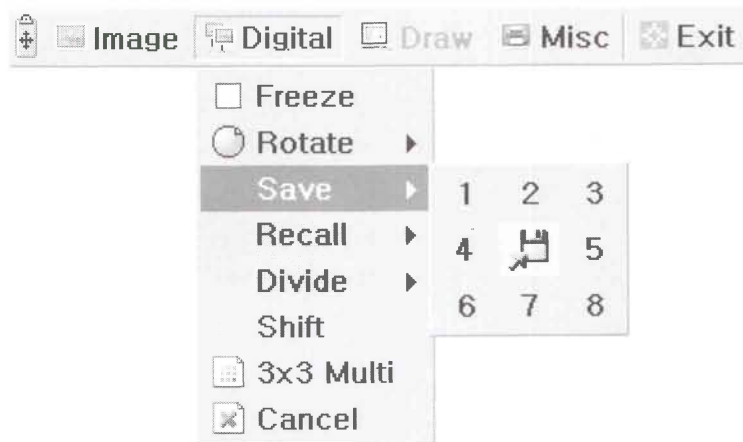 Image Digital Draw Misc Exit
Freeze
Rotate
Save
1 2 3
Recall
4 5
Divide
6 7 8
Shift
3x3 Multi
Cancel